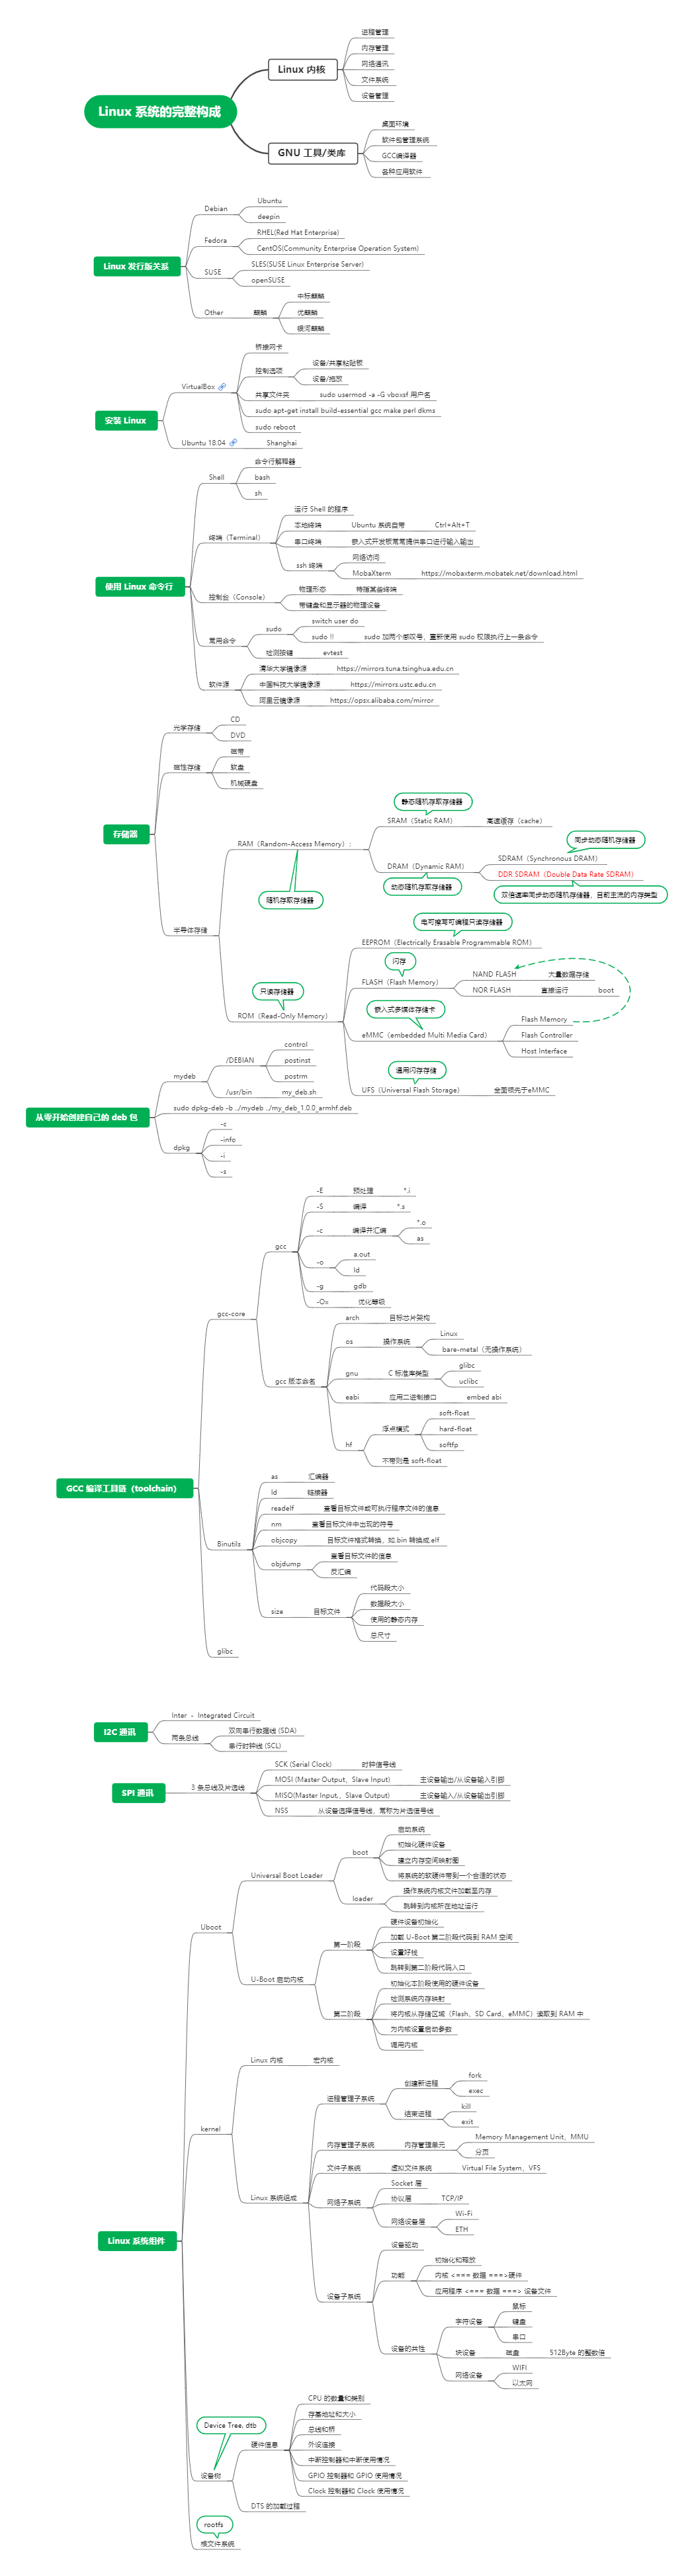 Linux 系统的完整构成
Linux 内核
进程管理
内存管理
网络通讯
文件系统
设备管理
GNU 工具/类库
桌面环境
软件包管理系统
GCC编译器
各种应用软件
Linux 发行版关系
Debian
Ubuntu
deepin
Fedora
RHEL(Red Hat Enterprise)
CentOS(Community Enterprise Operation System)
SUSE
SLES(SUSE Linux Enterprise Server)
openSUSE
Other
麒麟
中标麒麟
优麒麟
银河麒麟
安装 Linux
VirtualBox
桥接网卡
控制选项
设备/共享粘贴板
设备/拖放
共享文件夹
sudo usermod -a -G vboxsf 用户名
sudo apt-get install build-essential gcc make perl dkms
sudo reboot
Ubuntu 18.04
Shanghai
使用 Linux 命令行
Shell
命令行解释器
bash
sh
终端（Terminal）
运行 Shell 的程序
本地终端
Ubuntu 系统自带
Ctrl+Alt+T
串口终端
嵌入式开发板常常提供串口进行输入输出
ssh 终端
网络访问
MobaXterm
https://mobaxterm.mobatek.net/download.html
控制台（Console）
物理形态
特指某些终端
带键盘和显示器的物理设备
常用命令
sudo
switch user do
sudo !!
sudo 加两个感叹号，重新使用 sudo 权限执行上一条命令
检测按键
evtest
软件源
清华大学镜像源
https://mirrors.tuna.tsinghua.edu.cn
中国科技大学镜像源
https://mirrors.ustc.edu.cn
阿里云镜像源
https://opsx.alibaba.com/mirror
存储器
光学存储
CD
DVD
磁性存储
磁带
软盘
机械硬盘
半导体存储
RAM（Random-Access Memory）:
随机存取存储器
静态随机存取存储器
SRAM（Static RAM）
高速缓存（cache）
DRAM（Dynamic RAM）
动态随机存取存储器
同步动态随机存储器
SDRAM（Synchronous DRAM）
DDR SDRAM（Double Data Rate SDRAM）
双倍速率同步动态随机存储器，目前主流的内存类型
只读存储器
ROM（Read-Only Memory）
电可擦写可编程只读存储器
EEPROM（Electrically Erasable Programmable ROM）
闪存
FLASH（Flash Memory）
NAND FLASH
大量数据存储
NOR FLASH
直接运行
boot
嵌入式多媒体存储卡
eMMC（embedded Multi Media Card）
Flash Memory
Flash Controller
Host Interface
通用闪存存储
UFS（Universal Flash Storage）
全面领先于eMMC
从零开始创建自己的 deb 包
mydeb
/DEBIAN
control
postinst
postrm
/usr/bin
my_deb.sh
sudo dpkg-deb -b ../mydeb ../my_deb_1.0.0_armhf.deb
dpkg
-c
-info
-i
-s
GCC 编译工具链（toolchain）
gcc-core
gcc
-E
预处理
*.i
-S
编译
*.s
-c
编译并汇编
*.o
as
-o
a.out
ld
-g
gdb
-Ox
优化等级
gcc 版本命名
arch
目标芯片架构
os
操作系统
Linux
bare-metal（无操作系统）
gnu
C 标准库类型
glibc
uclibc
eabi
应用二进制接口
embed abi
hf
浮点模式
soft-float
hard-float
softfp
不带则是 soft-float
Binutils
as
汇编器
ld
链接器
readelf
查看目标文件或可执行程序文件的信息
nm
查看目标文件中出现的符号
objcopy
目标文件格式转换，如.bin 转换成.elf
objdump
查看目标文件的信息
反汇编
size
目标文件
代码段大小
数据段大小
使用的静态内存
总尺寸
glibc
I2C 通讯
Inter － Integrated Circuit
两条总线
双向串行数据线 (SDA)
串行时钟线 (SCL)
SPI 通讯
3 条总线及片选线
SCK (Serial Clock)
时钟信号线
MOSI (Master Output，Slave Input)
主设备输出/从设备输入引脚
MISO(Master Input,，Slave Output)
主设备输入/从设备输出引脚
NSS
从设备选择信号线，常称为片选信号线
Linux 系统组件
Uboot
Universal Boot Loader
boot
启动系统
初始化硬件设备
建立内存空间映射图
将系统的软硬件带到一个合适的状态
loader
操作系统内核文件加载至内存
跳转到内核所在地址运行
U-Boot 启动内核
第一阶段
硬件设备初始化
加载 U-Boot 第二阶段代码到 RAM 空间
设置好栈
跳转到第二阶段代码入口
第二阶段
初始化本阶段使用的硬件设备
检测系统内存映射
将内核从存储区域（Flash、SD Card、eMMC）读取到 RAM 中
为内核设置启动参数
调用内核
kernel
Linux 内核
宏内核
Linux 系统组成
进程管理子系统
创建新进程
fork
exec
结束进程
kill
exit
内存管理子系统
内存管理单元
Memory Management Unit，MMU
分页
文件子系统
虚拟文件系统
Virtual File System，VFS
网络子系统
Socket 层
协议层
TCP/IP
网络设备层
Wi-Fi
ETH
设备子系统
设备驱动
功能
初始化和释放
内核 <=== 数据 ===>硬件
应用程序 <=== 数据 ===> 设备文件
设备的共性
字符设备
鼠标
键盘
串口
块设备
磁盘
512Byte 的整数倍
网络设备
WIFI
以太网
Device Tree, dtb
设备树
硬件信息
CPU 的数量和类别
存基地址和大小
总线和桥
外设连接
中断控制器和中断使用情况
GPIO 控制器和 GPIO 使用情况
Clock 控制器和 Clock 使用情况
DTS 的加载过程
rootfs
根文件系统